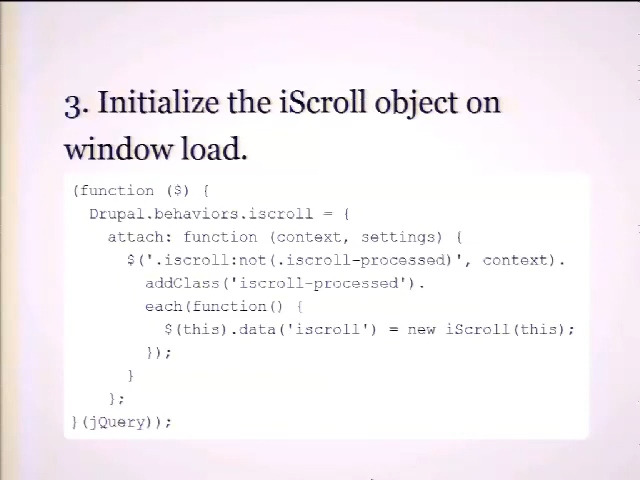 3. Initialize the iScroll object on
window load.
(function ($) {
Drupal.behaviors.iscroll = {
attach: function (context, settings) {
$('.iscroll:not(.iscroll-processed)', context).
addClass('iscroll-processed').
each(function() {
$(this).data('iscroll') = new iScroll(this);
});
}
};
}(jQuery));